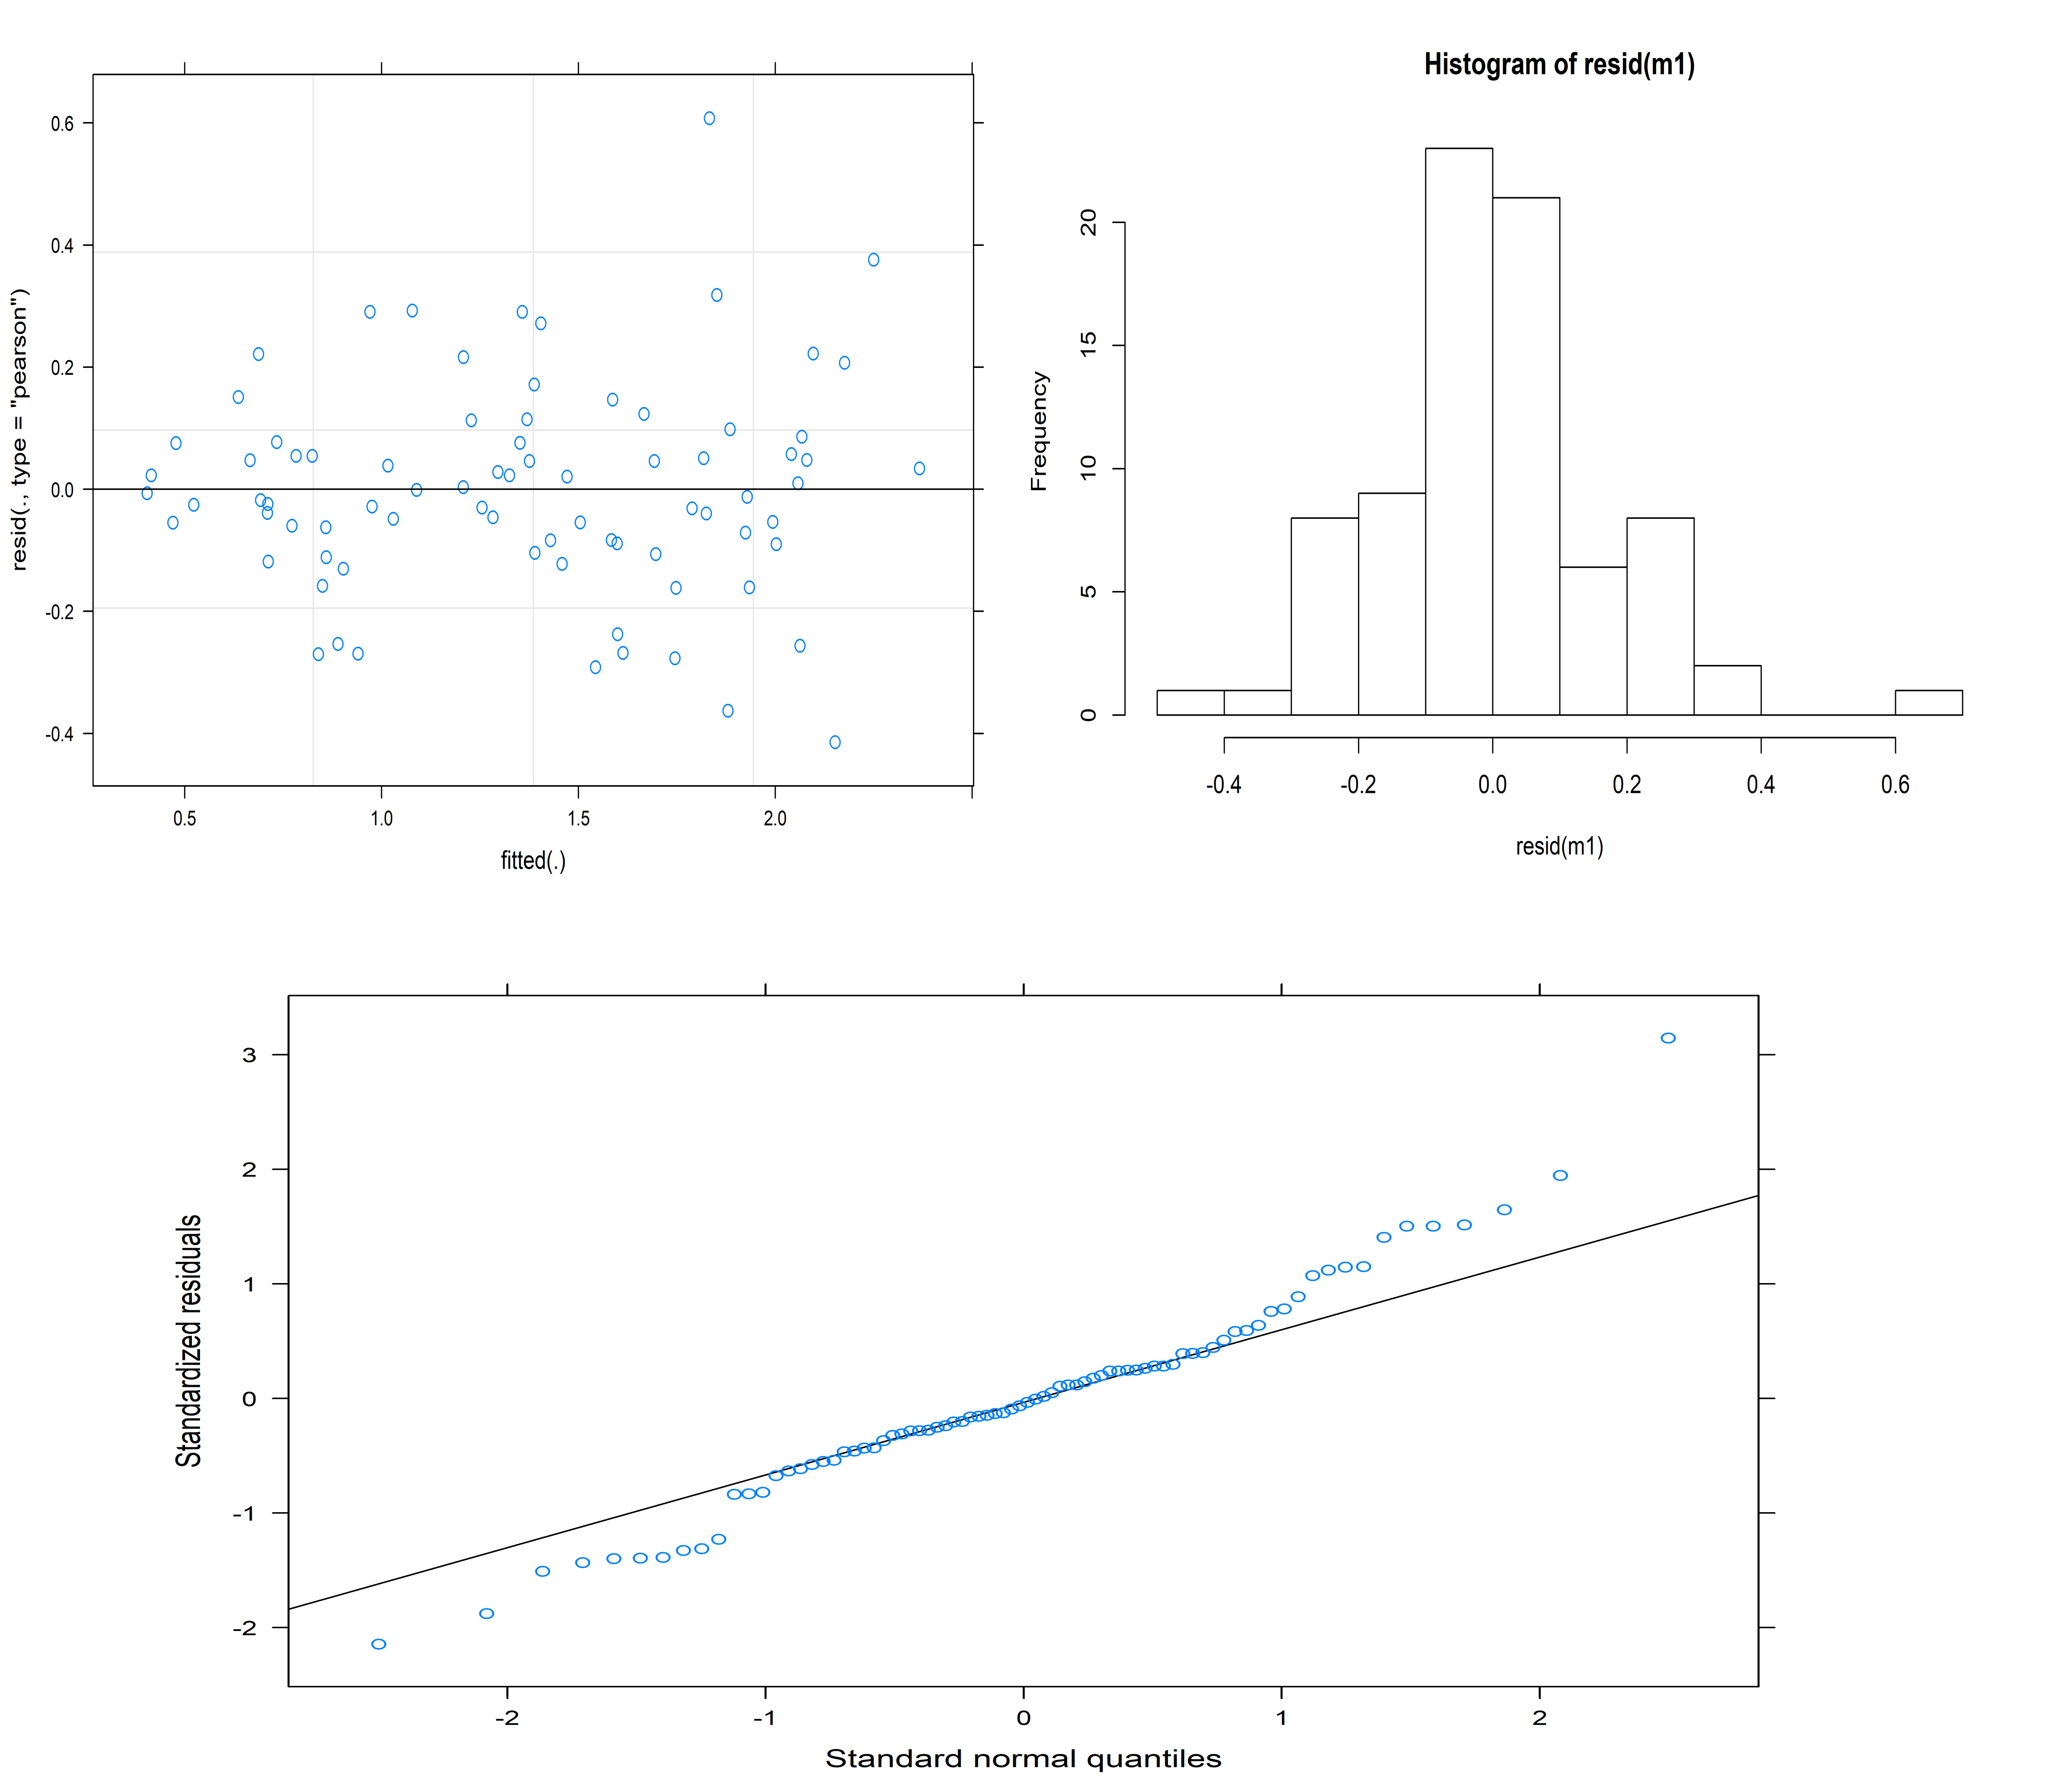 0.6
0.4
0.2
0.0
-0.2
-0.4
resid(., type = "pearson")
0.5 1.0 1.5 2.0
fitted(.)
Histogram of resid(m1)
20
15
10
5
0
Frequency
-0.4 -0.2 0.0 0.2 0.4 0.6
resid(m1)
3
2
1
0
-1
-2
Standardized residuals
-2 -1 0 1 2
Standard normal quantiles